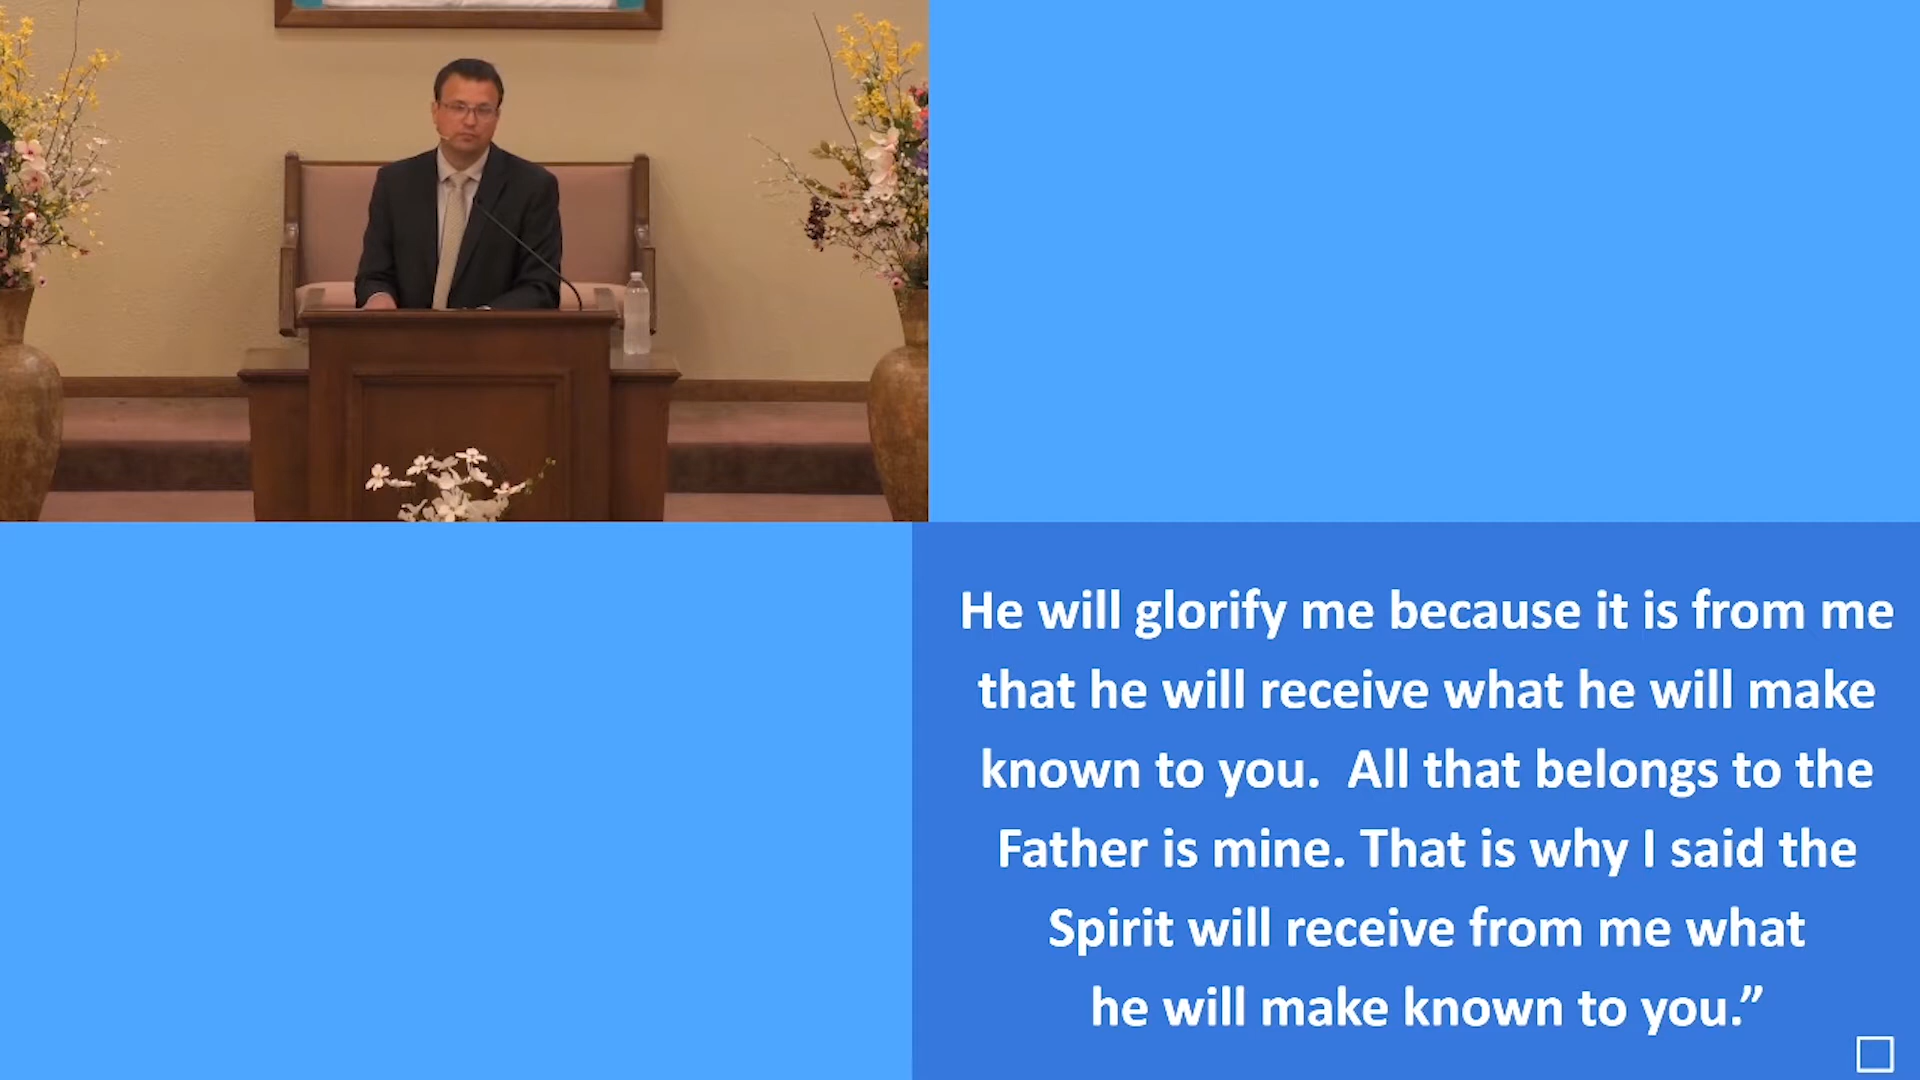 He will glorify me because it is from me
that he will receive what he will make
known to you.  All that belongs to the
Father is mine. That is why I said the
Spirit will receive from me what
he will make known to you.”